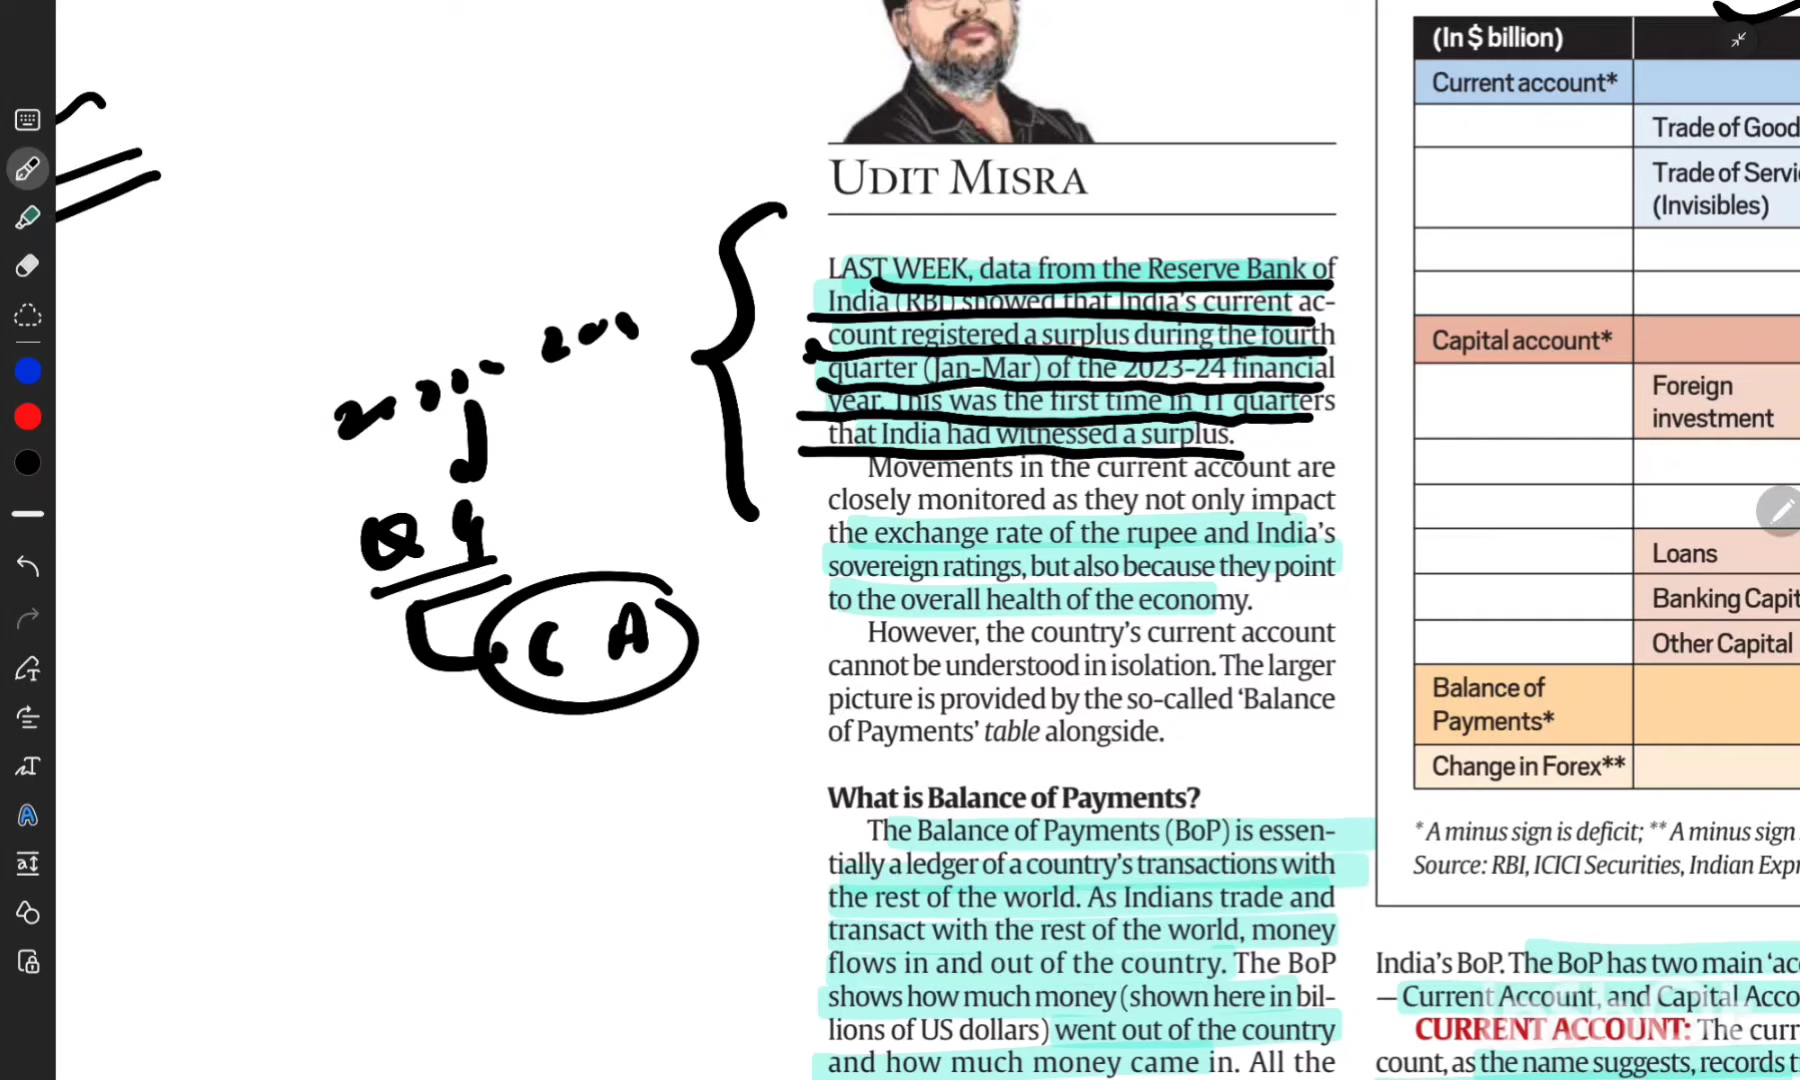 UDIT MISRA
LAST WEEK, data from the Reserve Bank of
India (RBI) showed that India's current ac-
count registered a surplus during the fourth
quarter (Jan-Mar) of the 2023-24 financial
year. This was the first time in 11 quarters
that India had witnessed a surplus.
Movements in the current account are
closely monitored as they not only impact
the exchange rate of the rupee and India's
sovereign ratings, but also because they point
to the overall health of the economy.
However, the country's current account
cannot be understood in isolation. The larger
picture is provided by the so-called 'Balance
of Payments' table alongside.
What is Balance of Payments?
The Balance of Payments (BoP) is essen-
tially a ledger of a country's transactions with
the rest of the world. As Indians trade and
transact with the rest of the world, money
flows in and out of the country. The BoP
shows how much money (shown here in bil-
lions of US dollars) went out of the country
and how much money came in. All the
Q4
CA
(In $ billion)
Current account*
Trade of Good
Trade of Servi
(Invisibles)
Capital account*
Foreign
investment
Loans
Banking Capit
Other Capital
Balance of
Payments*
Change in Forex**
* A minus sign is deficit; ** A minus sign
Source: RBI, ICICI Securities, Indian Expr
India's BoP. The BoP has two main 'ac
—Current Account, and Capital Acco
CURRENT ACCOUNT: The curr
count, as the name suggests, records t